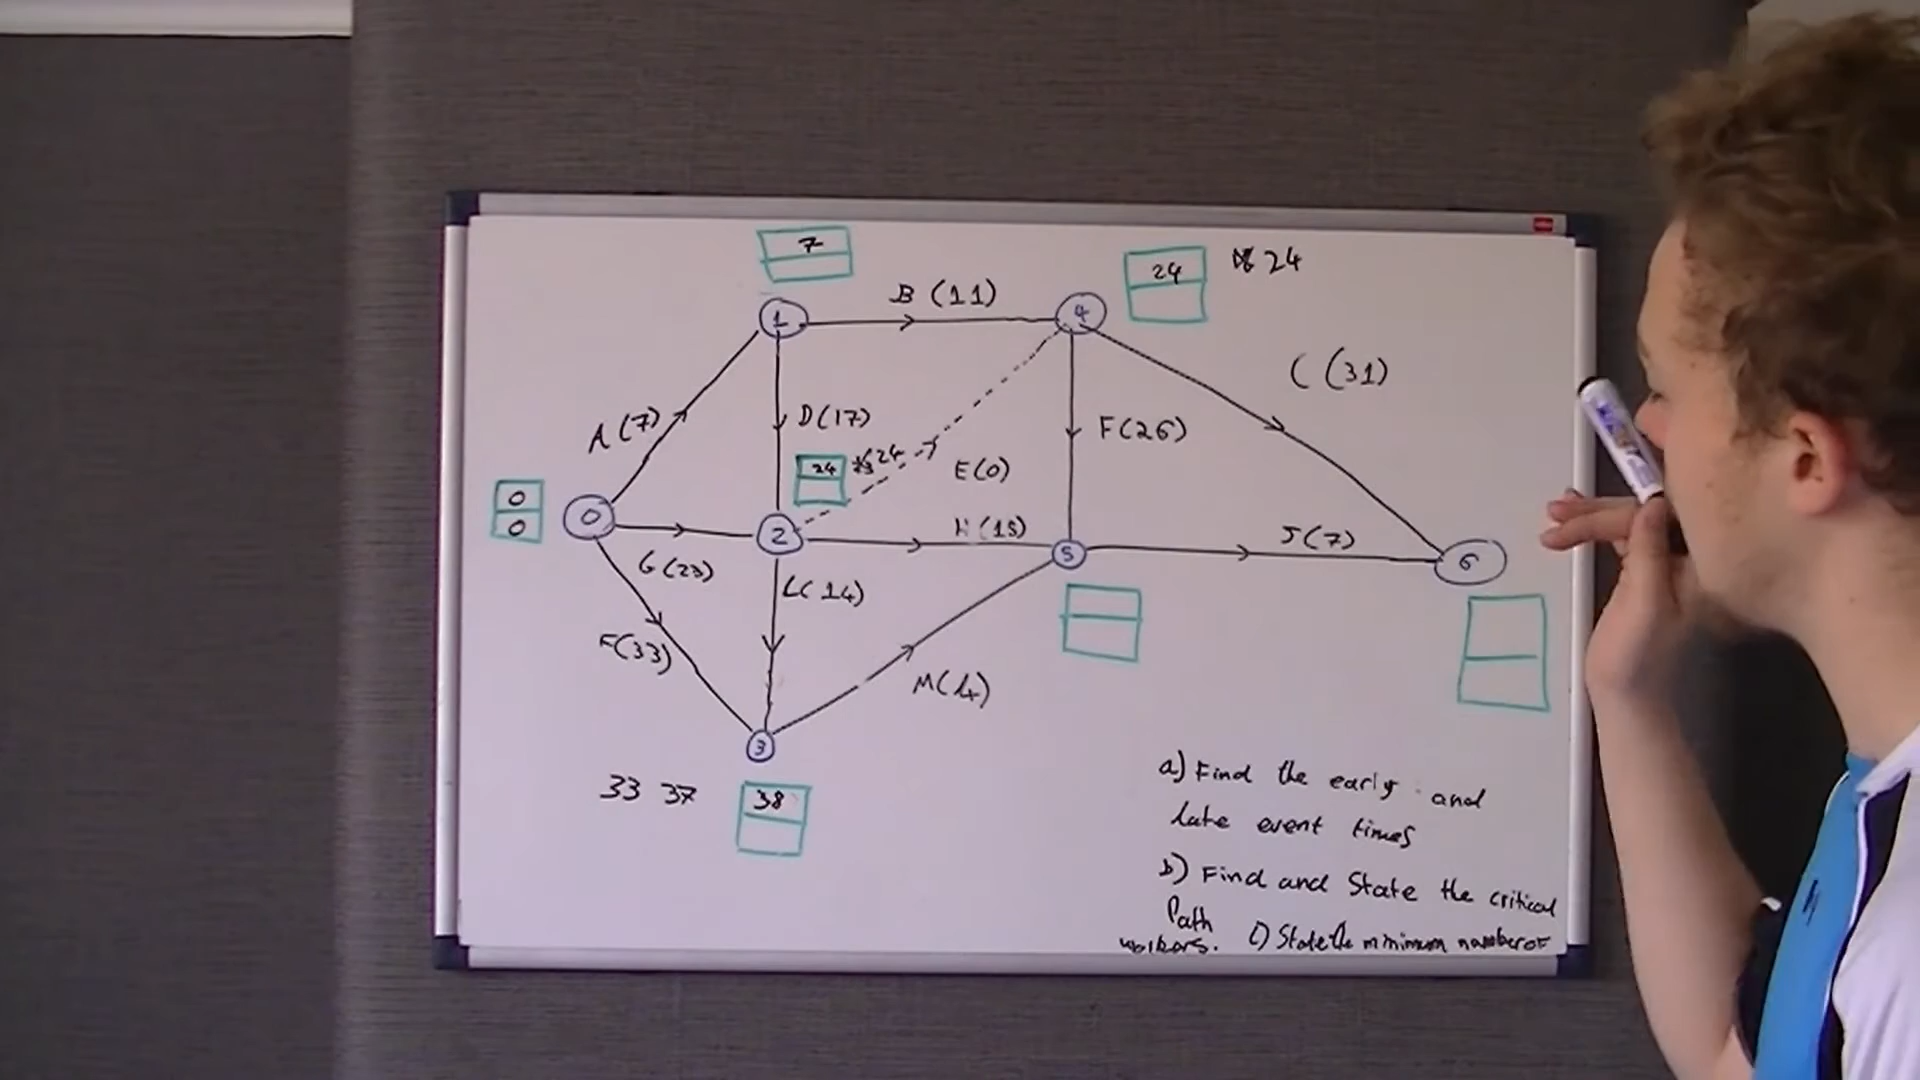 7
24
24
1
B (11)
4
C (31)
A (7)
D(17)
F(26)
24
24
E(0)
0
0
0
2
H(15)
5
J(7)
6
G(23)
L(14)
F(33)
M(4)
3
33 37
38
a) Find the early and
late event times
b) Find and State the critical
Path
workers. c) State the minimum number of